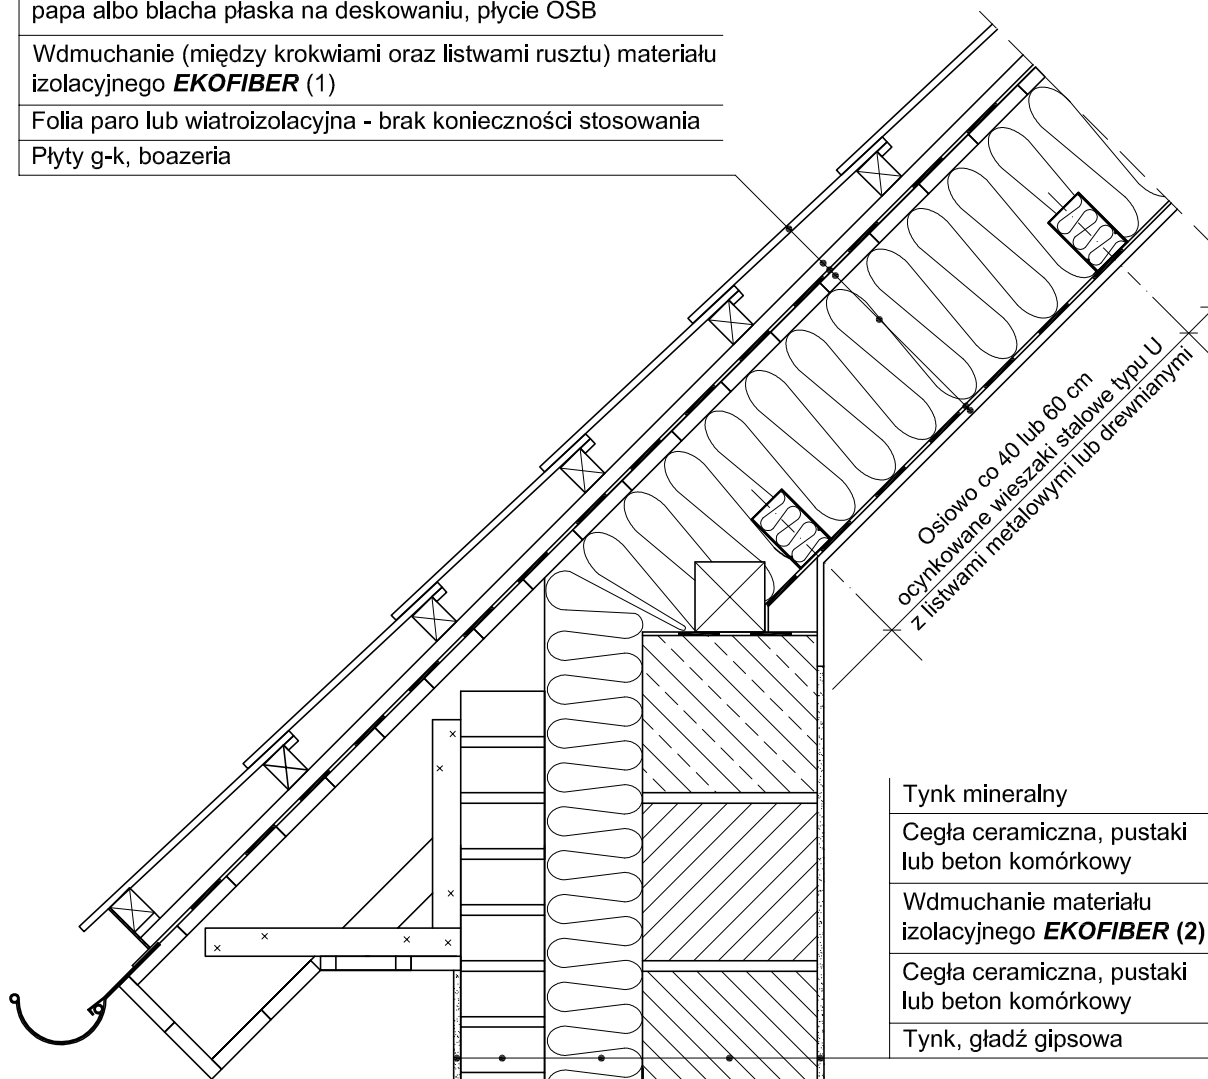 papa albo blacha płaska na deskowaniu, płycie OSB
Wdmuchanie (między krokwiami oraz listwami rusztu) materiału
izolacyjnego EKOFIBER (1)
Folia paro lub wiatroizolacyjna - brak konieczności stosowania
Płyty g-k, boazeria
Osiowo co 40 lub 60 cm
ocynkowane wieszaki stalowe typu U
z listwami metalowymi lub drewnianymi
Tynk mineralny
Cegła ceramiczna, pustaki
lub beton komórkowy
Wdmuchanie materiału
izolacyjnego EKOFIBER (2)
Cegła ceramiczna, pustaki
lub beton komórkowy
Tynk, gładź gipsowa